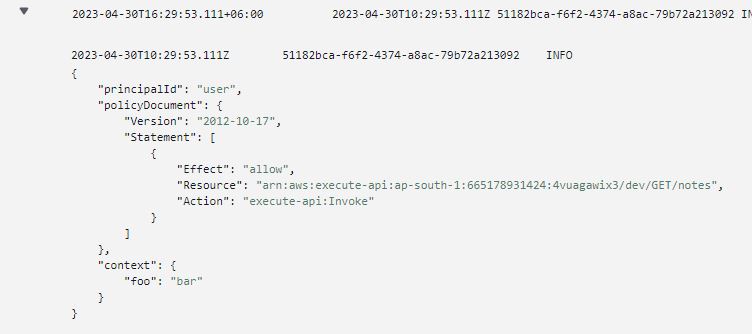 2023-04-30T16:29:53.111+06:00 2023-04-30T10:29:53.111Z 51182bca-f6f2-4374-a8ac-79b72a213092 IN
2023-04-30T10:29:53.111Z 51182bca-f6f2-4374-a8ac-79b72a213092 INFO
{
"principalId": "user",
"policyDocument": {
"Version": "2012-10-17",
"Statement": [
{
"Effect": "allow",
"Resource": "arn:aws:execute-api:ap-south-1:665178931424:4vuagawix3/dev/GET/notes",
"Action": "execute-api:Invoke"
}
]
},
"context": {
"foo": "bar"
}
}